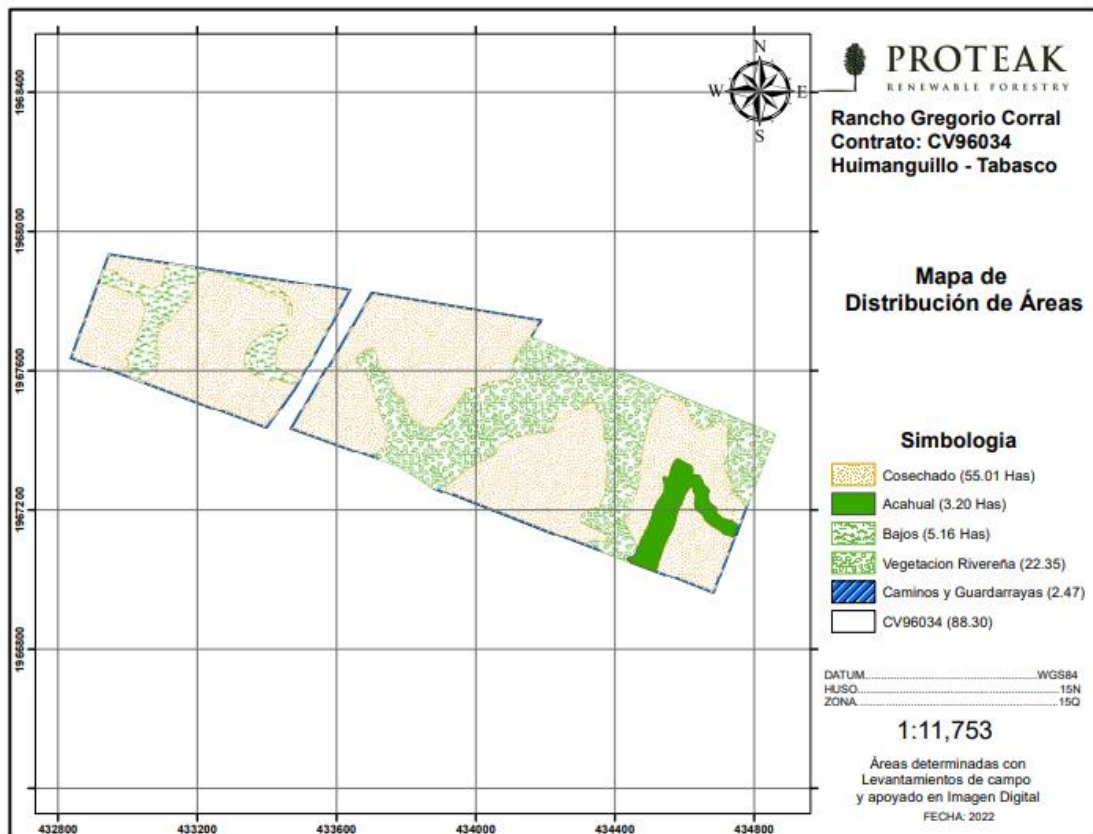 PROTEAK
RENEWABLE FORESTRY
Rancho Gregorio Corral
Contrato: CV96034
Huimanguillo - Tabasco
Mapa de
Distribución de Áreas
Simbologia
Cosechado (55.01 Has)
Acahual (3.20 Has)
Bajos (5.16 Has)
Vegetacion Rivereña (22.35)
Caminos y Guardarrayas (2.47)
CV96034 (88.30)
DATUM..................................................WGS84
HUSO..................................................15N
ZONA..................................................15Q
1:11,753
Áreas determinadas con
Levantamientos de campo
y apoyado en Imagen Digital
FECHA: 2022
N
W E
S
1968400
1968000
1967600
1967200
1966800
432800 433200 433600 434000 434400 434800